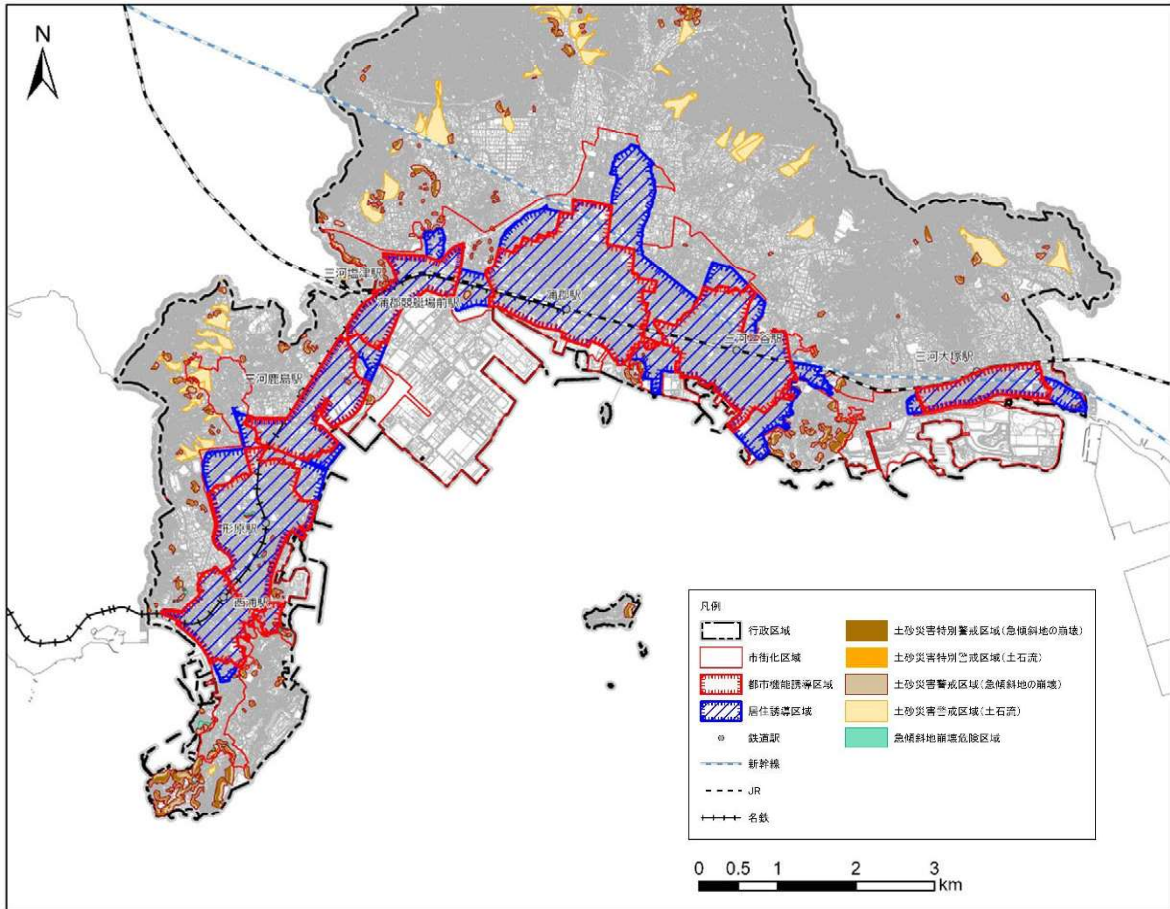 N
三河塩津駅
蒲郡競艇場前駅
蒲郡駅
三河三谷駅
三河大塚駅
三河鹿島駅
形原駅
西浦駅
凡例
行政区域
市街化区域
都市機能誘導区域
居住誘導区域
鉄道駅
新幹線
JR
名鉄
土砂災害特別警戒区域(急傾斜地の崩壊)
土砂災害特別警戒区域(土石流)
土砂災害警戒区域(急傾斜地の崩壊)
土砂災害警戒区域(土石流)
急傾斜地崩壊危険区域
0 0.5 1 2 3
km